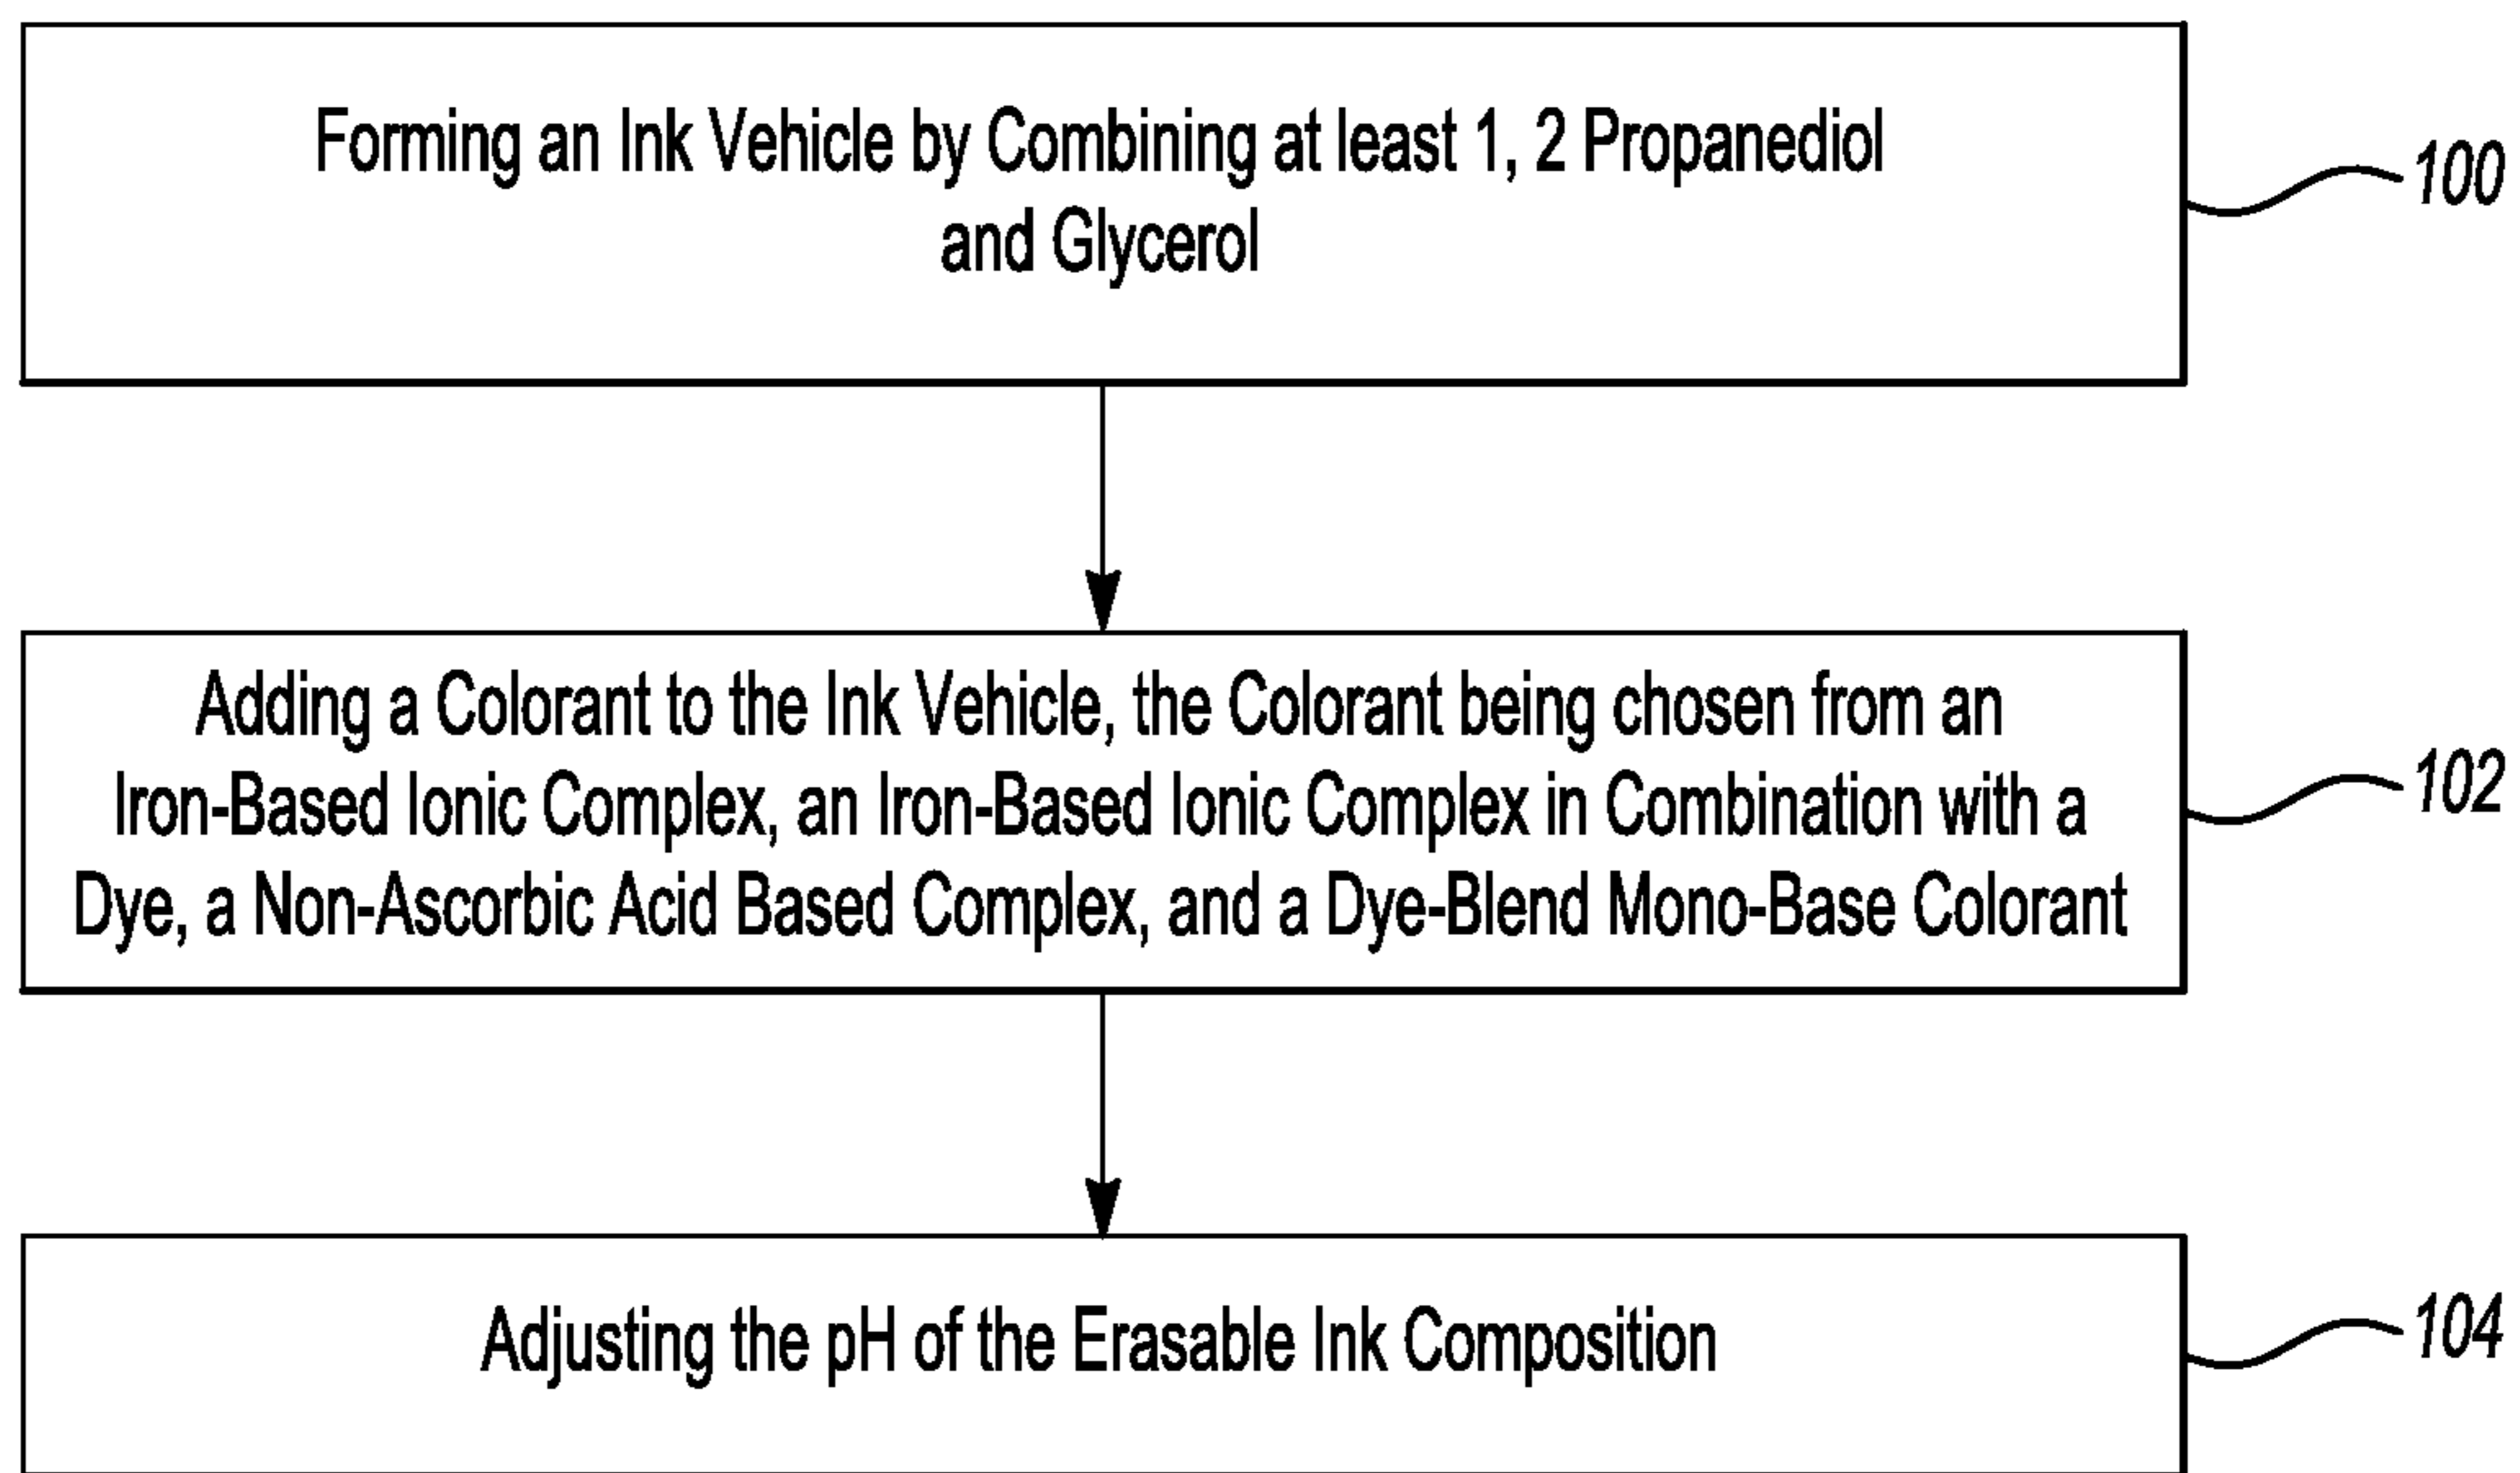 Forming an Ink Vehicle by Combining at least 1, 2 Propanediol
and Glycerol
100
Adding a Colorant to the Ink Vehicle, the Colorant being chosen from an
Iron-Based Ionic Complex, an Iron-Based Ionic Complex in Combination with a
Dye, a Non-Ascorbic Acid Based Complex, and a Dye-Blend Mono-Base Colorant
102
Adjusting the pH of the Erasable Ink Composition
104